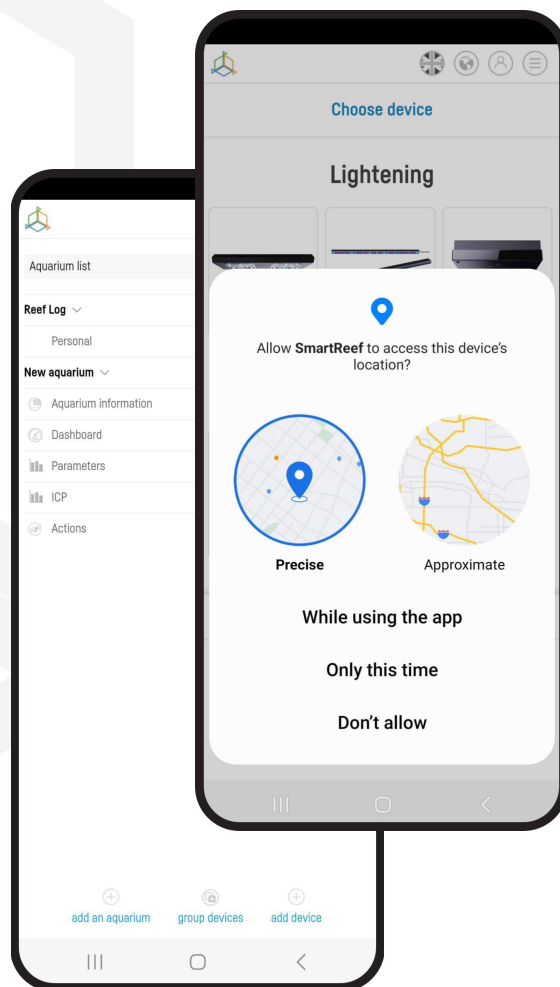 Choose device
Lightening
Allow SmartReef to access this device's
location?
Precise
Approximate
While using the app
Only this time
Don't allow
Aquarium list
Reef Log
Personal
New aquarium
Aquarium information
Dashboard
Parameters
ICP
Actions
add an aquarium
group devices
add device